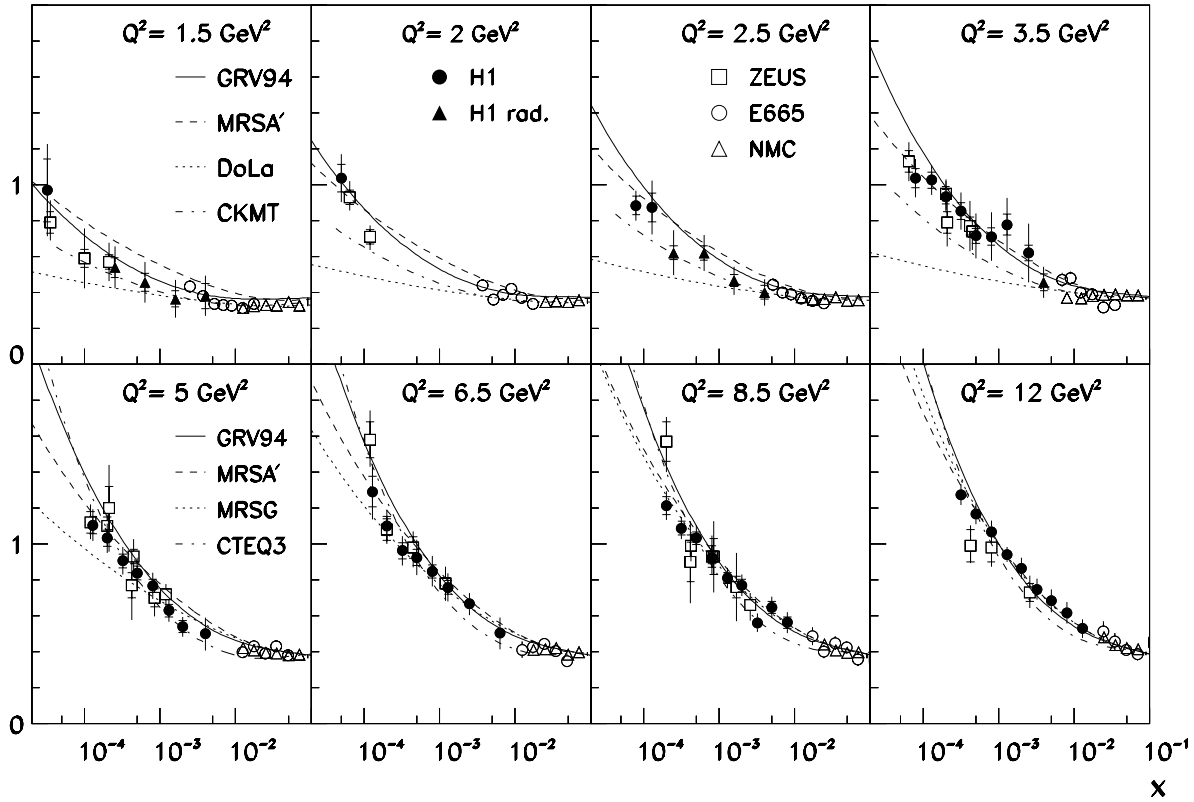 Q²= 1.5 GeV²
Q²= 2 GeV²
Q²= 2.5 GeV²
Q²= 3.5 GeV²
GRV94
MRSA′
DoLa
CKMT
H1
H1 rad.
ZEUS
E665
NMC
1
0
Q²= 5 GeV²
Q²= 6.5 GeV²
Q²= 8.5 GeV²
Q²= 12 GeV²
GRV94
MRSA′
MRSG
CTEQ3
1
0
10⁻⁴ 10⁻³ 10⁻² 10⁻⁴ 10⁻³ 10⁻² 10⁻⁴ 10⁻³ 10⁻² 10⁻⁴ 10⁻³ 10⁻² 10⁻¹
x